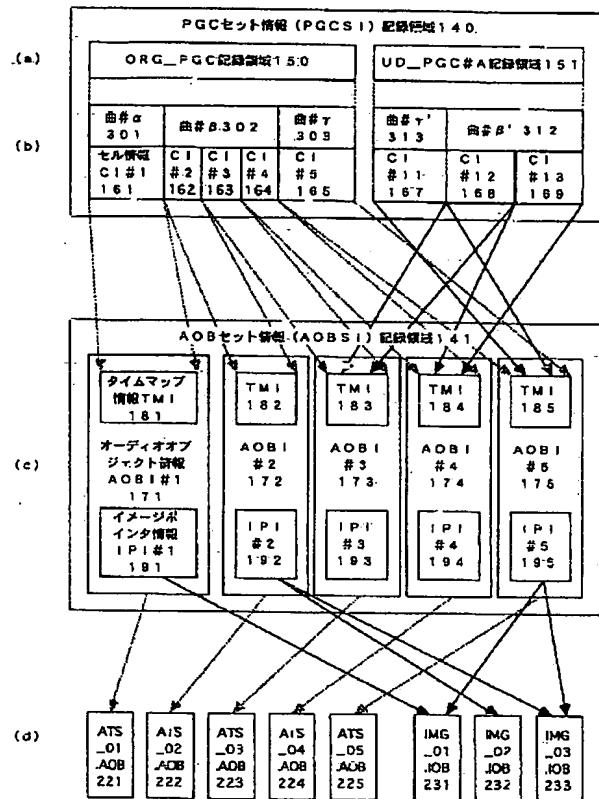 PGCセット情報(PGCSI)記録領域140
(a)
ORG_PGC記録領域150
UD_PGC#A記録領域151
(b)
曲#α
301
曲#β302
曲#γ
303
曲#γ'
313
曲#β'312
セル情報
CI#1
161
CI
#2
162
CI
#3
163
CI
#4
164
CI
#5
165
CI
#11
167
CI
#12
168
CI
#13
169
AOBセット情報(AOBSI)記録領域141
(c)
タイムマップ
情報TMI
181
オーディオオブ
ジェクト情報
AOBI#1
171
イメージポ
インタ情報
IPI#1
191
TMI
182
AOBI
#2
172
IPI
#2
192
TMI
183
AOBI
#3
173
IPI
#3
193
TMI
184
AOBI
#4
174
IPI
#4
194
TMI
185
AOBI
#5
175
IPI
#5
195
(d)
ATS
_01
.AOB
221
ATS
_02
.AOB
222
ATS
_03
.AOB
223
ATS
_04
.AOB
224
ATS
_05
.AOB
225
IMG
_01
.IOB
231
IMG
_02
.IOB
232
IMG
_03
.IOB
233